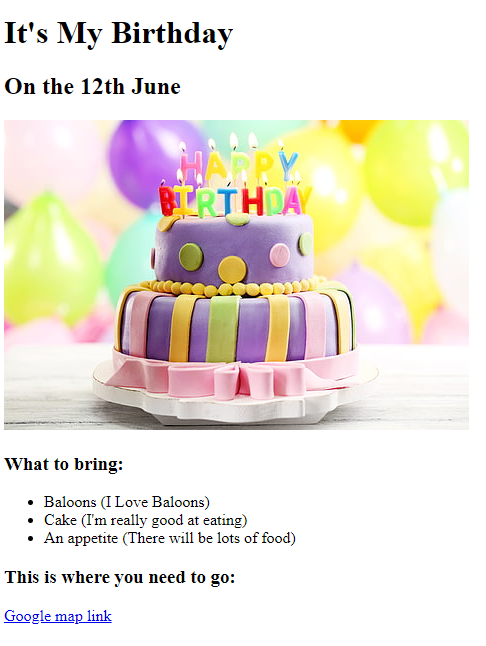 It's My Birthday
On the 12th June
HAPPY
BIRTHDAY
What to bring:
Baloons (I Love Baloons)
Cake (I'm really good at eating)
An appetite (There will be lots of food)
This is where you need to go:
Google map link